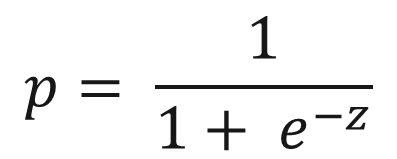 p = 1 / (1 + e^{-z})